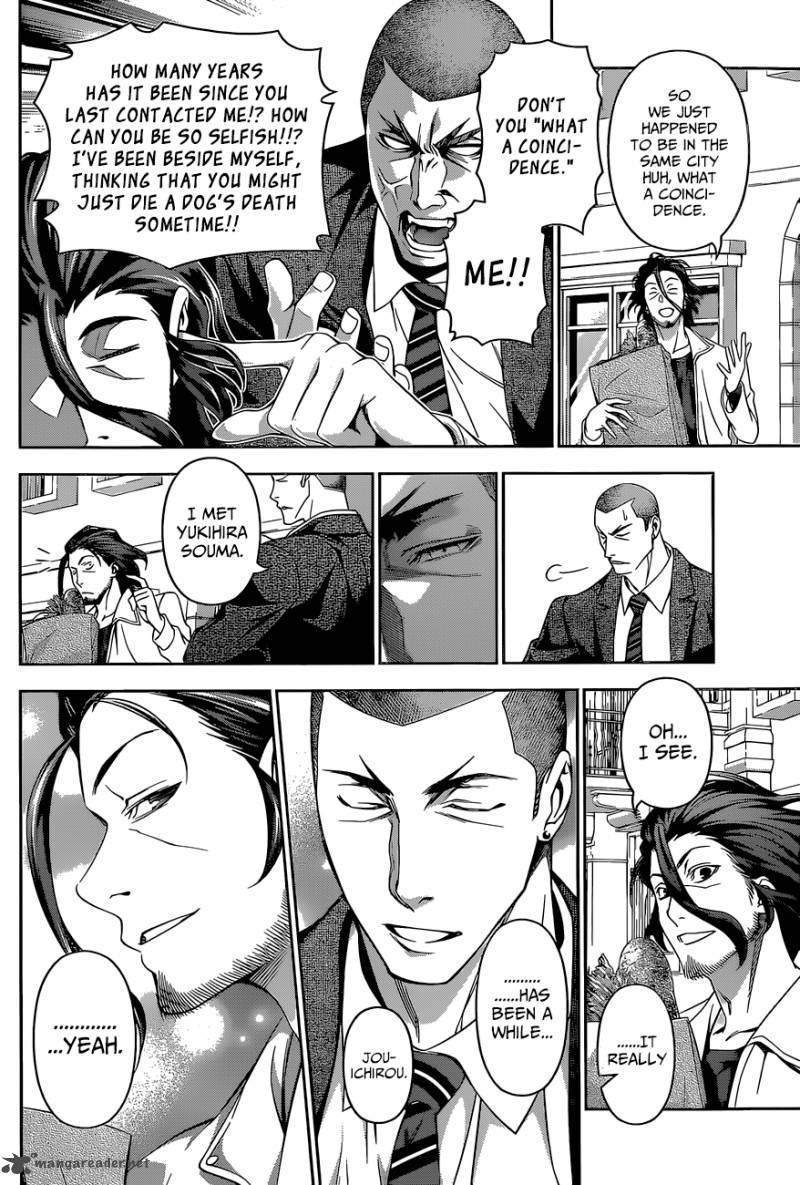 SO
WE JUST
HAPPENED
TO BE IN THE
SAME CITY
HUH, WHAT
A COINCI-
DENCE.
DON'T
YOU "WHAT
A COINCI-
DENCE."
ME!!
HOW MANY YEARS
HAS IT BEEN SINCE YOU
LAST CONTACTED ME!? HOW
CAN YOU BE SO SELFISH!!?
I'VE BEEN BESIDE MYSELF,
THINKING THAT YOU MIGHT
JUST DIE A DOG'S DEATH
SOMETIME!!
I MET
YUKIHIRA
SOUMA.
OH...
I SEE.
......IT
REALLY
.........
......HAS
BEEN A
WHILE...
JOU-
ICHIROU.
............
...YEAH.
mangareader.net